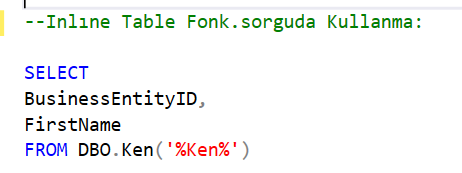 --Inlıne Table Fonk.sorguda Kullanma:
SELECT
BusinessEntityID,
FirstName
FROM DBO.Ken('%Ken%')